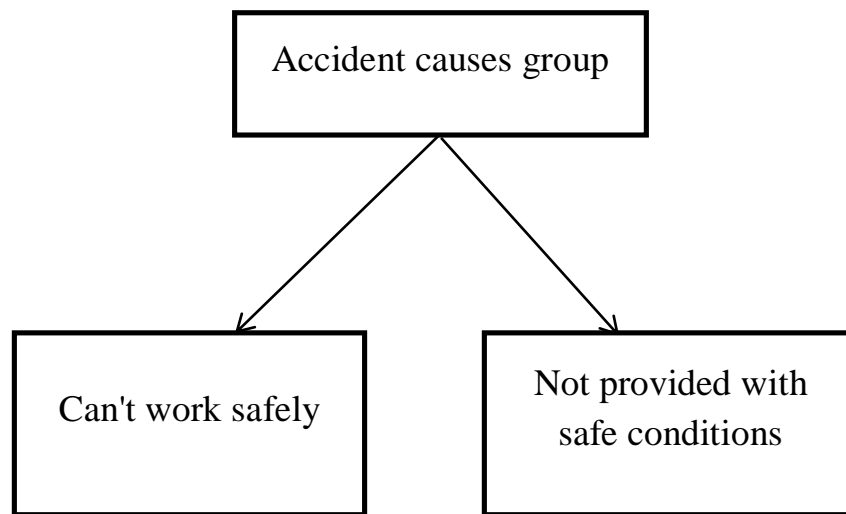 Accident causes group
Can't work safely
Not provided with
safe conditions